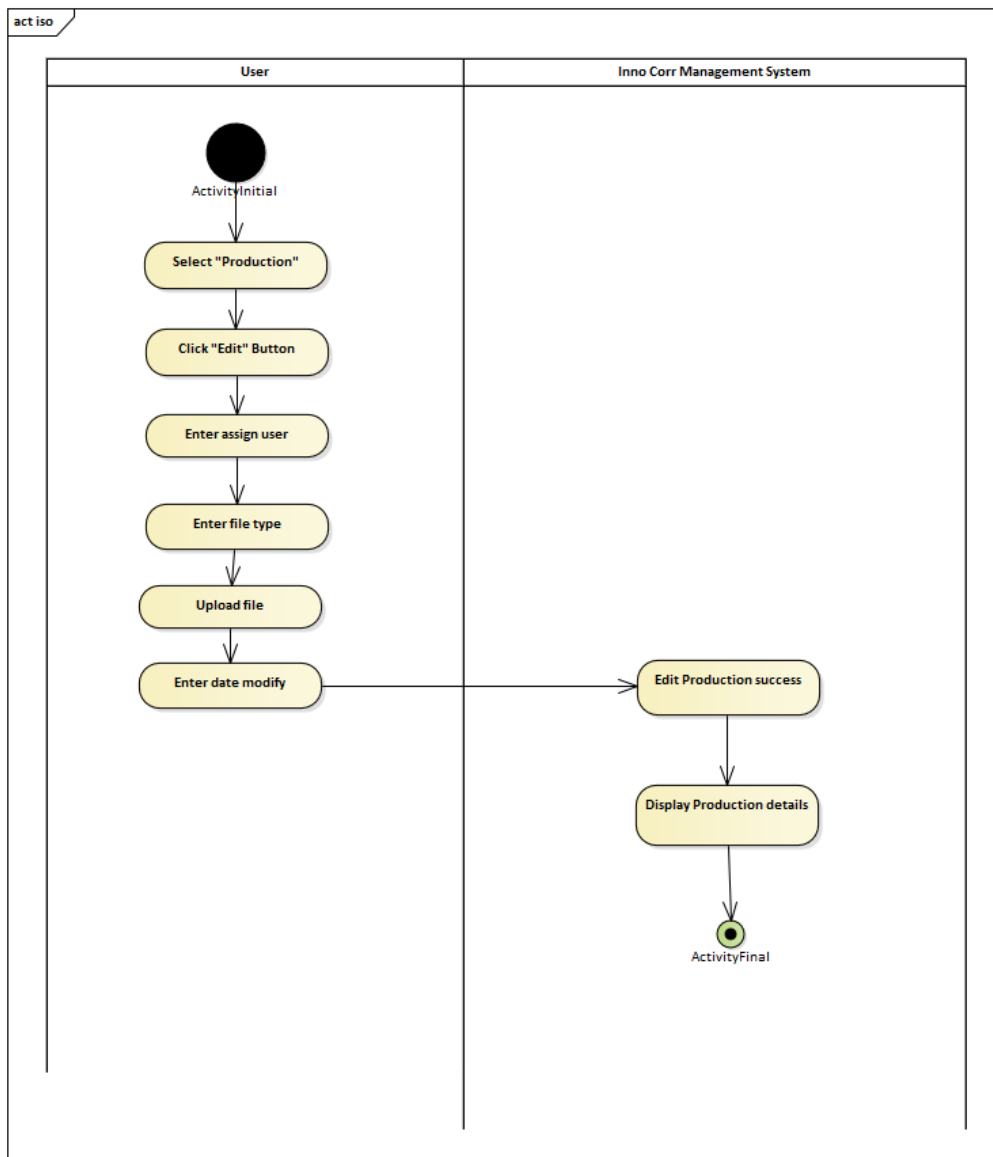 act iso
User
Inno Corr Management System
ActivityInitial
Select "Production"
Click "Edit" Button
Enter assign user
Enter file type
Upload file
Enter date modify
Edit Production success
Display Production details
ActivityFinal